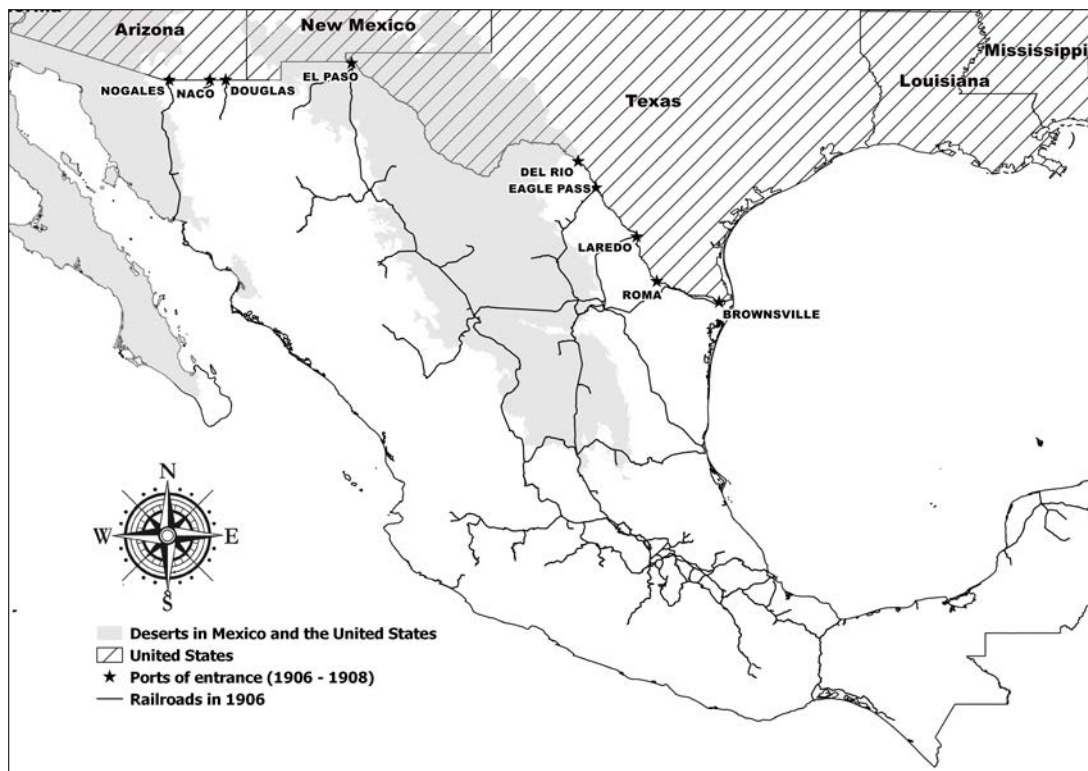 Arizona
New Mexico
Mississippi
Louisiana
Texas
EL PASO
NOGALES
NACO
DOUGLAS
DEL RIO
EAGLE PASS
LAREDO
ROMA
BROWNSVILLE
N
W
E
S
Deserts in Mexico and the United States
United States
Ports of entrance (1906 - 1908)
Railroads in 1906